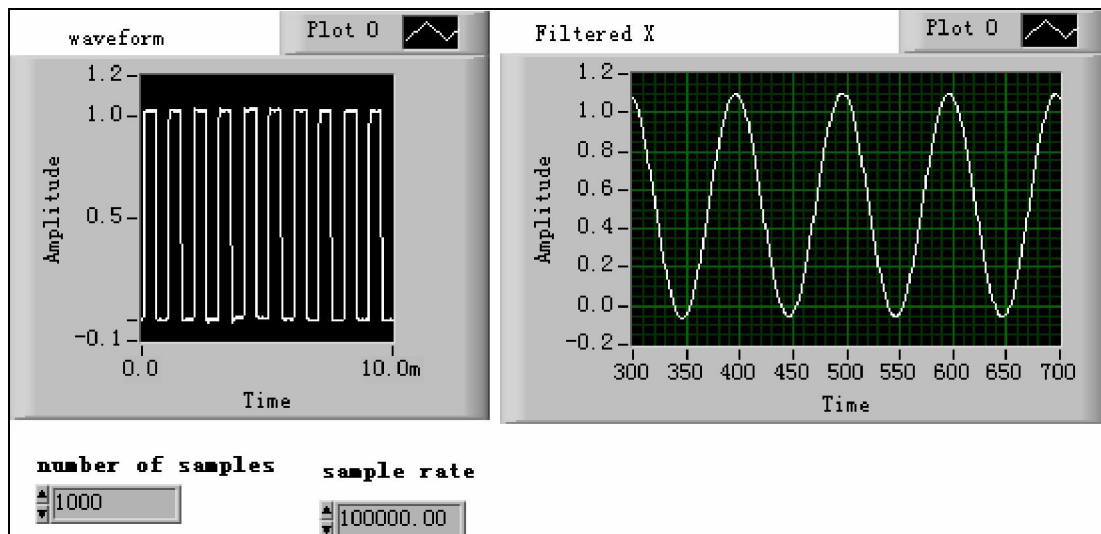 waveform
Plot 0
1.2
1.0
0.5
-0.1
Amplitude
0.0
10.0m
Time
Filtered X
Plot 0
1.2
1.0
0.8
0.6
0.4
0.2
0.0
-0.2
Amplitude
300 350 400 450 500 550 600 650 700
Time
number of samples
1000
sample rate
100000.00